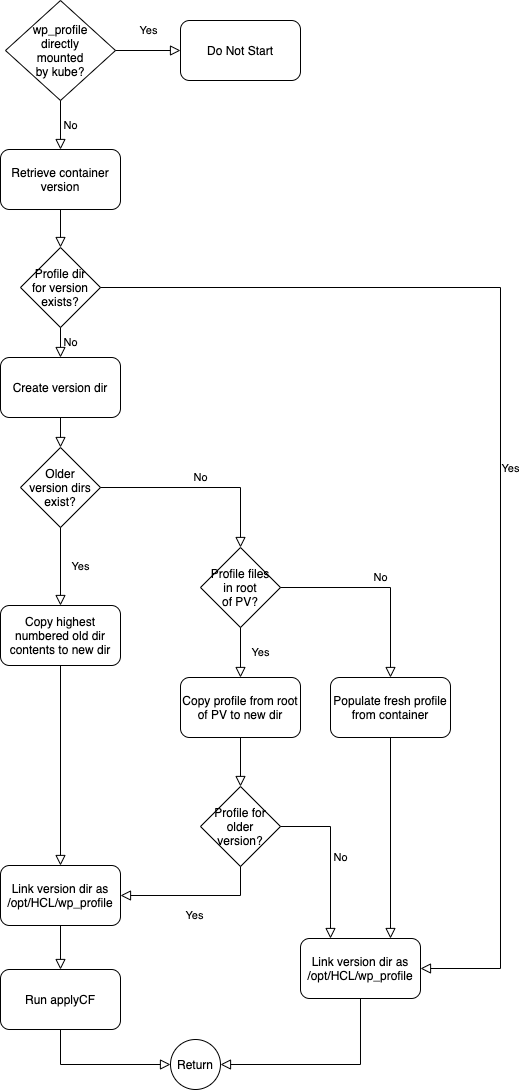 wp_profile
directly
mounted
by kube?
Yes
Do Not Start
No
Retrieve container
version
Profile dir
for version
exists?
No
Create version dir
Yes
Older
version dirs
exist?
No
Yes
Profile files
in root
of PV?
No
Copy highest
numbered old dir
contents to new dir
Yes
Copy profile from root
of PV to new dir
Populate fresh profile
from container
Profile for
older
version?
No
Link version dir as
/opt/HCL/wp_profile
Yes
Link version dir as
/opt/HCL/wp_profile
Run applyCF
Return